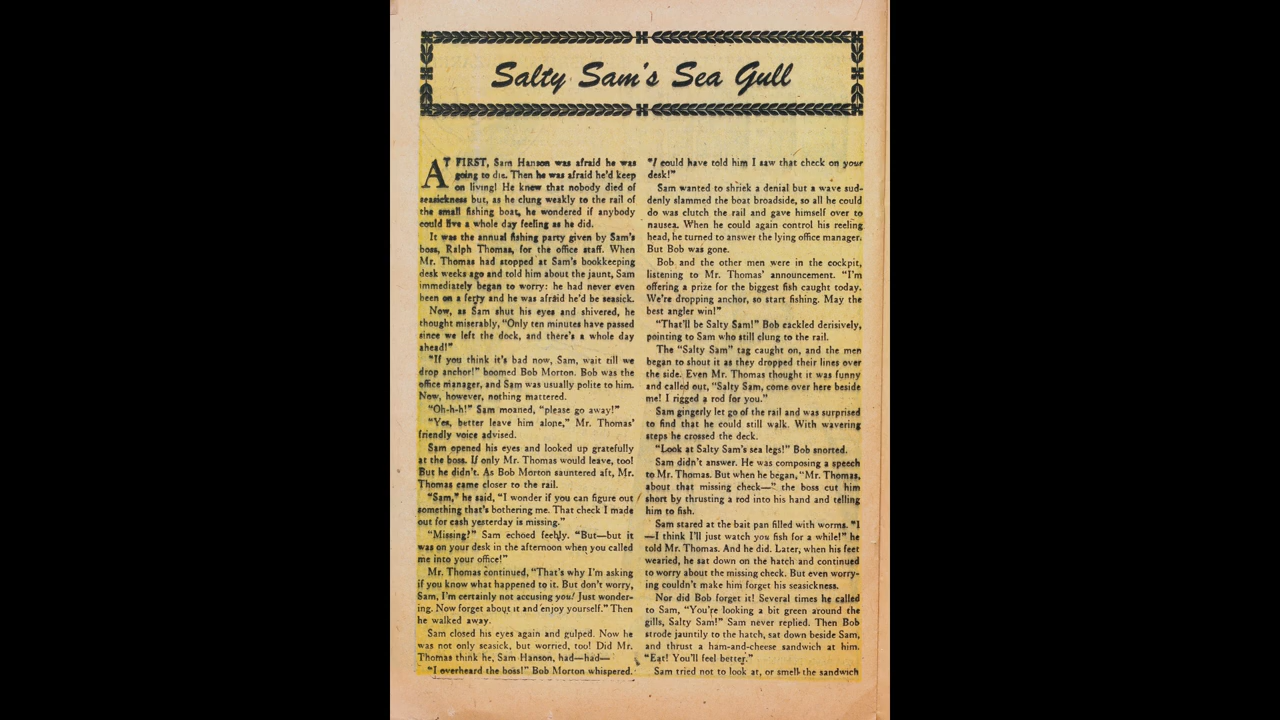 Salty Sam's Sea Gull
AT FIRST, Sam Hanson was afraid he was
going to die. Then he was afraid he'd keep
on living! He knew that nobody died of
seasickness but, as he clung weakly to the rail of
the small fishing boat, he wondered if anybody
could live a whole day feeling as he did.
It was the annual fishing party given by Sam's
boss, Ralph Thomas, for the office staff. When
Mr. Thomas had stopped at Sam's bookkeeping
desk weeks ago and told him about the jaunt, Sam
immediately began to worry: he had never even
been on a ferry and he was afraid he'd be seasick.
Now, as Sam shut his eyes and shivered, he
thought miserably, "Only ten minutes have passed
since we left the dock, and there's a whole day
ahead!"
"If you think it's bad now, Sam, wait till we
drop anchor!" boomed Bob Morton. Bob was the
office manager, and Sam was usually polite to him.
Now, however, nothing mattered.
"Oh-h-h!" Sam moaned, "please go away!"
"Yes, better leave him alone," Mr. Thomas'
friendly voice advised.
Sam opened his eyes and looked up gratefully
at the boss. If only Mr. Thomas would leave, too!
But he didn't. As Bob Morton sauntered aft, Mr.
Thomas came closer to the rail.
"Sam," he said, "I wonder if you can figure out
something that's bothering me. That check I made
out for cash yesterday is missing."
"Missing?" Sam echoed feebly. "But—but it
was on your desk in the afternoon when you called
me into your office!"
Mr. Thomas continued, "That's why I'm asking
if you know what happened to it. But don't worry,
Sam, I'm certainly not accusing you! Just wonder-
ing. Now forget about it and enjoy yourself." Then
he walked away.
Sam closed his eyes again and gulped. Now he
was not only seasick, but worried, too! Did Mr.
Thomas think he, Sam Hanson, had—had—
"I overheard the boss!" Bob Morton whispered.
"I could have told him I saw that check on your
desk!"
Sam wanted to shriek a denial but a wave sud-
denly slammed the boat broadside, so all he could
do was clutch the rail and gave himself over to
nausea. When he could again control his reeling
head, he turned to answer the lying office manager.
But Bob was gone.
Bob and the other men were in the cockpit,
listening to Mr. Thomas' announcement. "I'm
offering a prize for the biggest fish caught today.
We're dropping anchor, so start fishing. May the
best angler win!"
"That'll be Salty Sam!" Bob cackled derisively,
pointing to Sam who still clung to the rail.
The "Salty Sam" tag caught on, and the men
began to shout it as they dropped their lines over
the side. Even Mr. Thomas thought it was funny
and called out, "Salty Sam, come over here beside
me! I rigged a rod for you."
Sam gingerly let go of the rail and was surprised
to find that he could still walk. With wavering
steps he crossed the deck.
"Look at Salty Sam's sea legs!" Bob snorted.
Sam didn't answer. He was composing a speech
to Mr. Thomas. But when he began, "Mr. Thomas,
about that missing check—" the boss cut him
short by thrusting a rod into his hand and telling
him to fish.
Sam stared at the bait pan filled with worms. "I
—I think I'll just watch you fish for a while!" he
told Mr. Thomas. And he did. Later, when his feet
wearied, he sat down on the hatch and continued
to worry about the missing check. But even worry-
ing couldn't make him forget his seasickness.
Nor did Bob forget it! Several times he called
to Sam, "You're looking a bit green around the
gills, Salty Sam!" Sam never replied. Then Bob
strode jauntily to the hatch, sat down beside Sam,
and thrust a ham-and-cheese sandwich at him.
"Eat! You'll feel better."
Sam tried not to look at, or smell the sandwich